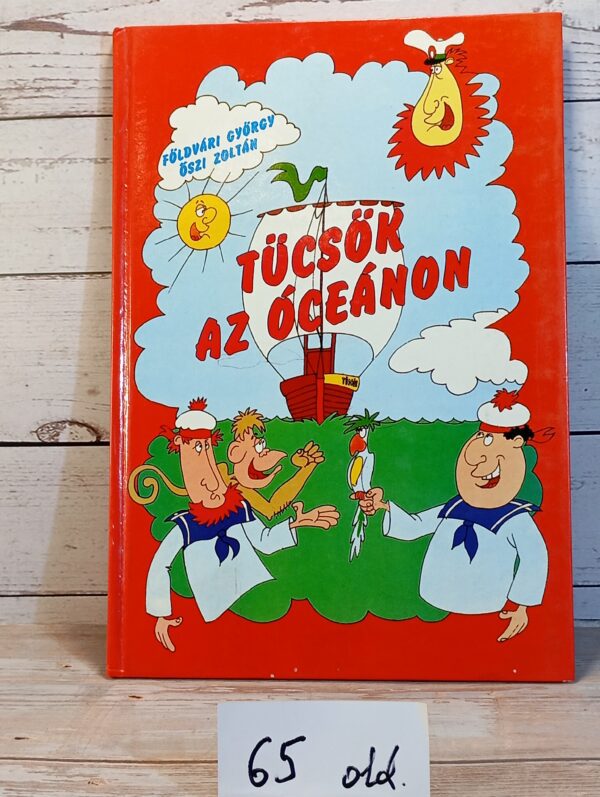 FÖLDVÁRI GYÖRGY
ŐSZI ZOLTÁN
TÜCSÖK
AZ ÓCEÁNON
65 old.